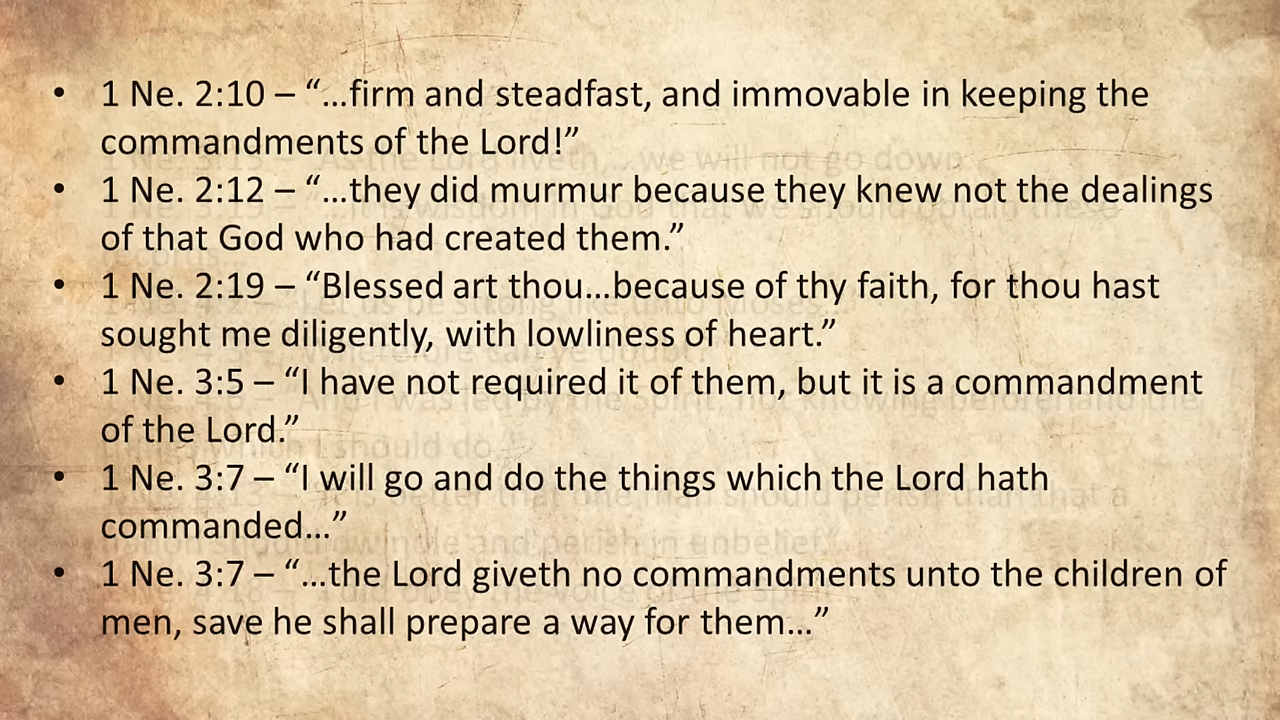 • 1 Ne. 2:10 – “…firm and steadfast, and immovable in keeping the
commandments of the Lord!”
• 1 Ne. 2:12 – “…they did murmur because they knew not the dealings
of that God who had created them.”
• 1 Ne. 2:19 – “Blessed art thou…because of thy faith, for thou hast
sought me diligently, with lowliness of heart.”
• 1 Ne. 3:5 – “I have not required it of them, but it is a commandment
of the Lord.”
• 1 Ne. 3:7 – “I will go and do the things which the Lord hath
commanded…”
• 1 Ne. 3:7 – “…the Lord giveth no commandments unto the children of
men, save he shall prepare a way for them…”